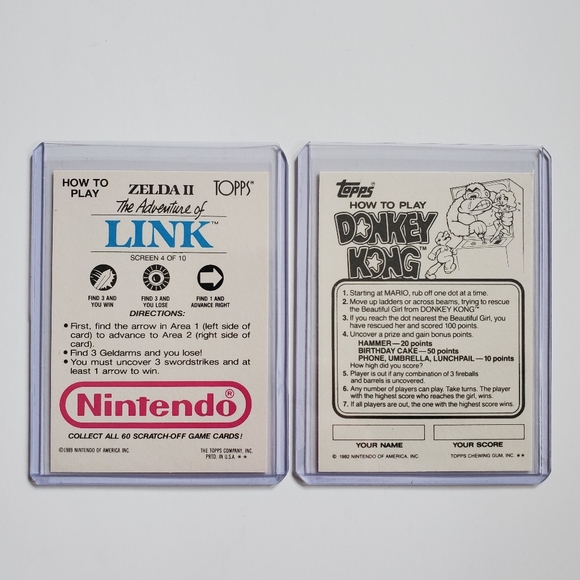 HOW TO
PLAY
ZELDA II
TOPPS™
The Adventure of
LINK™
SCREEN 4 OF 10
FIND 3 AND
YOU WIN
FIND 3 AND
YOU LOSE
FIND 1 AND
ADVANCE RIGHT
DIRECTIONS:
● First, find the arrow in Area 1 (left side of
card) to advance to Area 2 (right side of
card).
● Find 3 Geldarms and you lose!
● You must uncover 3 swordstrikes and at
least 1 arrow to win.
Nintendo®
COLLECT ALL 60 SCRATCH-OFF GAME CARDS!
©1989 NINTENDO OF AMERICA INC.
THE TOPPS COMPANY, INC.
PRTD. IN U.S.A. ★★
topps®
HOW TO PLAY
DONKEY
KONG™
1. Starting at MARIO, rub off one dot at a time.
2. Move up ladders or across beams, trying to rescue
the Beautiful Girl from DONKEY KONG™
3. If you reach the dot nearest the Beautiful Girl, you
have rescued her and scored 100 points.
4. Uncover a prize and gain bonus points.
HAMMER—20 points
BIRTHDAY CAKE—50 points
PHONE, UMBRELLA, LUNCHPAIL—10 points
How high did you score?
5. Player is out if any combination of 3 fireballs
and barrels is uncovered.
6. Any number of players can play. Take turns. The player
with the highest score who reaches the girl, wins.
7. If all players are out, the one with the highest score wins.
YOUR NAME
YOUR SCORE
© 1982 NINTENDO OF AMERICA, INC.
TOPPS CHEWING GUM, INC. ★★